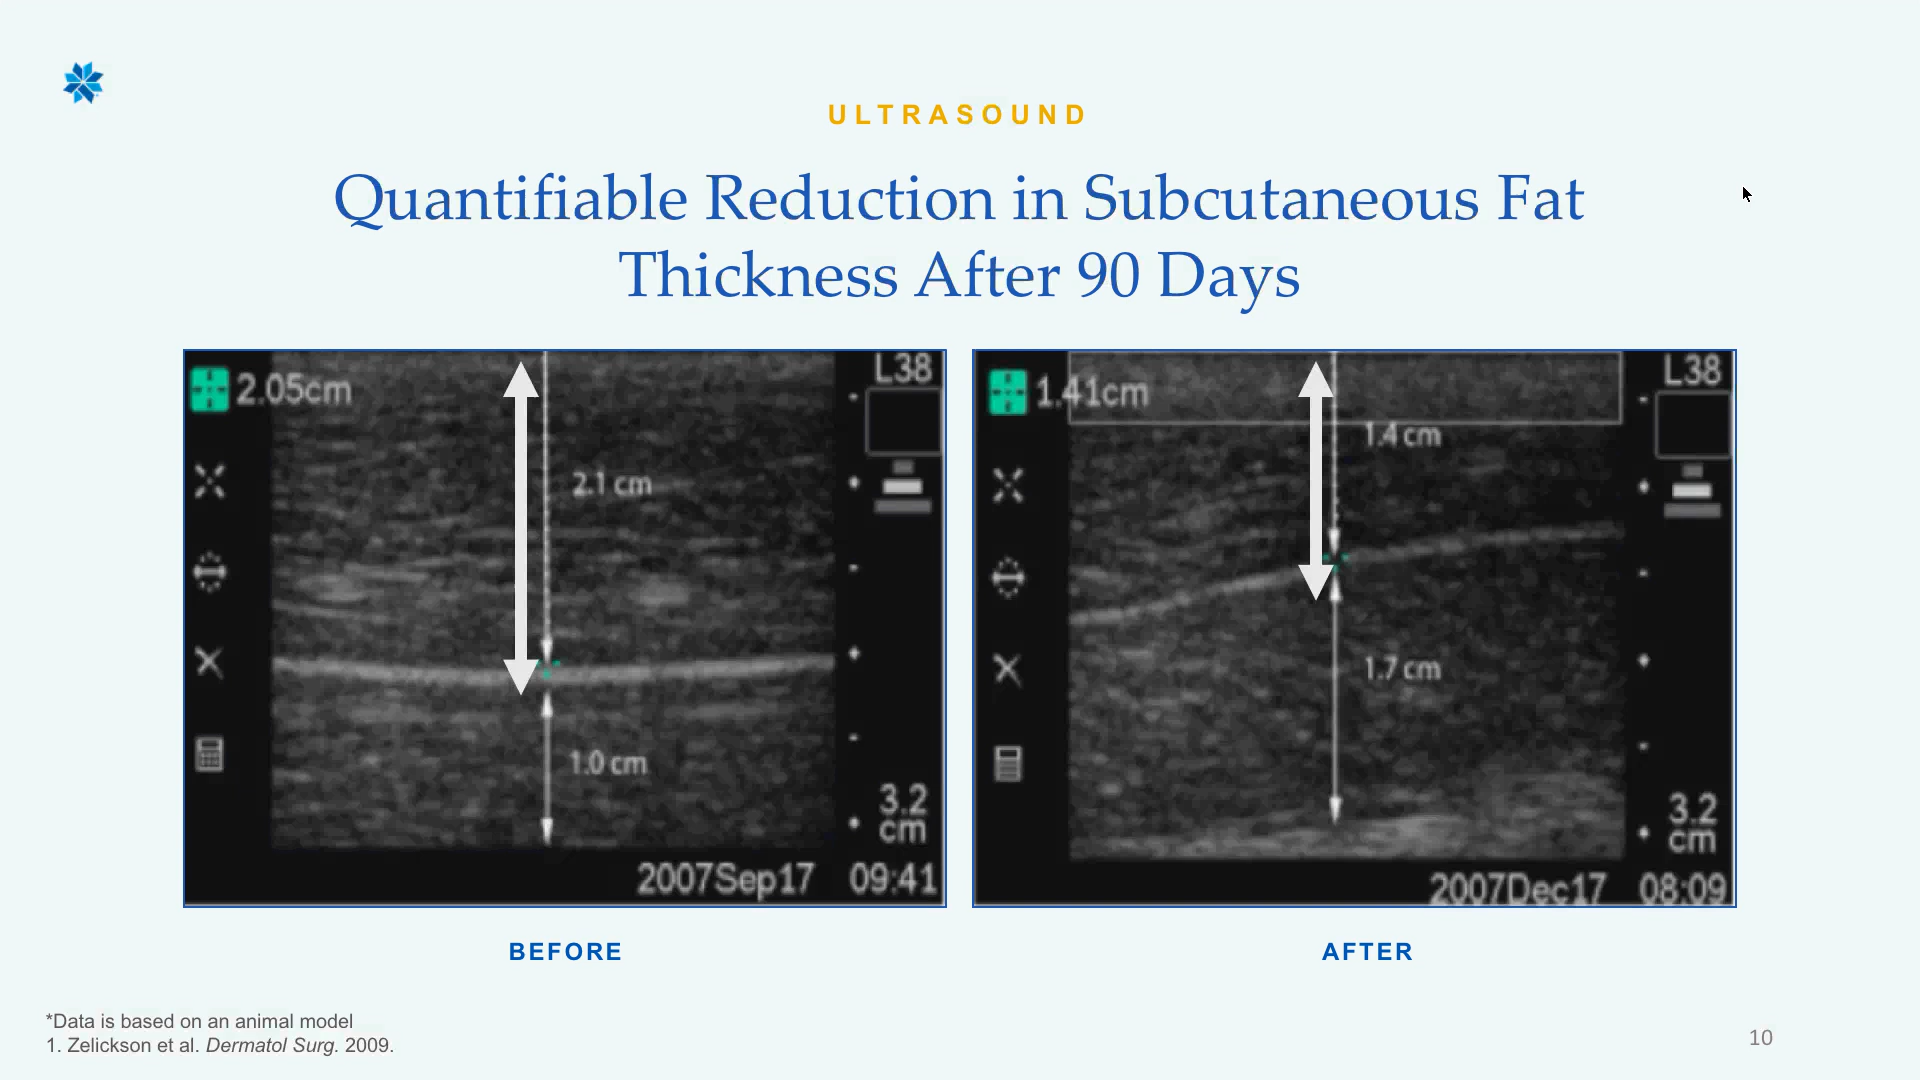 ULTRASOUND
Quantifiable Reduction in Subcutaneous Fat
Thickness After 90 Days
2.05cm
L38
2.1 cm
1.0 cm
3.2
cm
2007Sep17 09:41
1.41cm
L38
1.4 cm
1.7 cm
3.2
cm
2007Dec17 08:09
BEFORE
AFTER
*Data is based on an animal model
1. Zelickson et al. Dermatol Surg. 2009.
10